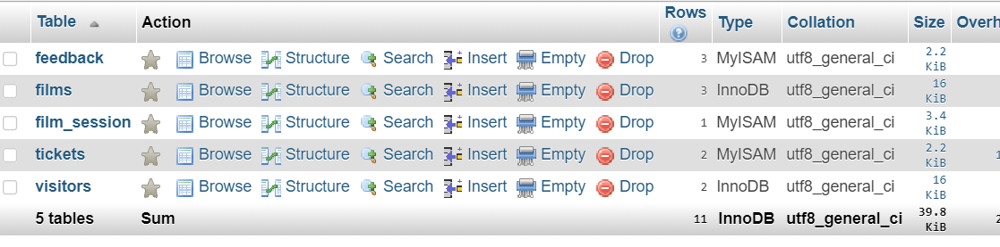 Table Action Rows Type Collation Size Overh
feedback Browse Structure Search Insert Empty Drop 3 MyISAM utf8_general_ci 2.2 KiB
films Browse Structure Search Insert Empty Drop 3 InnoDB utf8_general_ci 16 KiB
film_session Browse Structure Search Insert Empty Drop 1 MyISAM utf8_general_ci 3.4 KiB
tickets Browse Structure Search Insert Empty Drop 2 MyISAM utf8_general_ci 2.2 KiB 1
visitors Browse Structure Search Insert Empty Drop 2 InnoDB utf8_general_ci 16 KiB
5 tables Sum 11 InnoDB utf8_general_ci 39.8 KiB 2